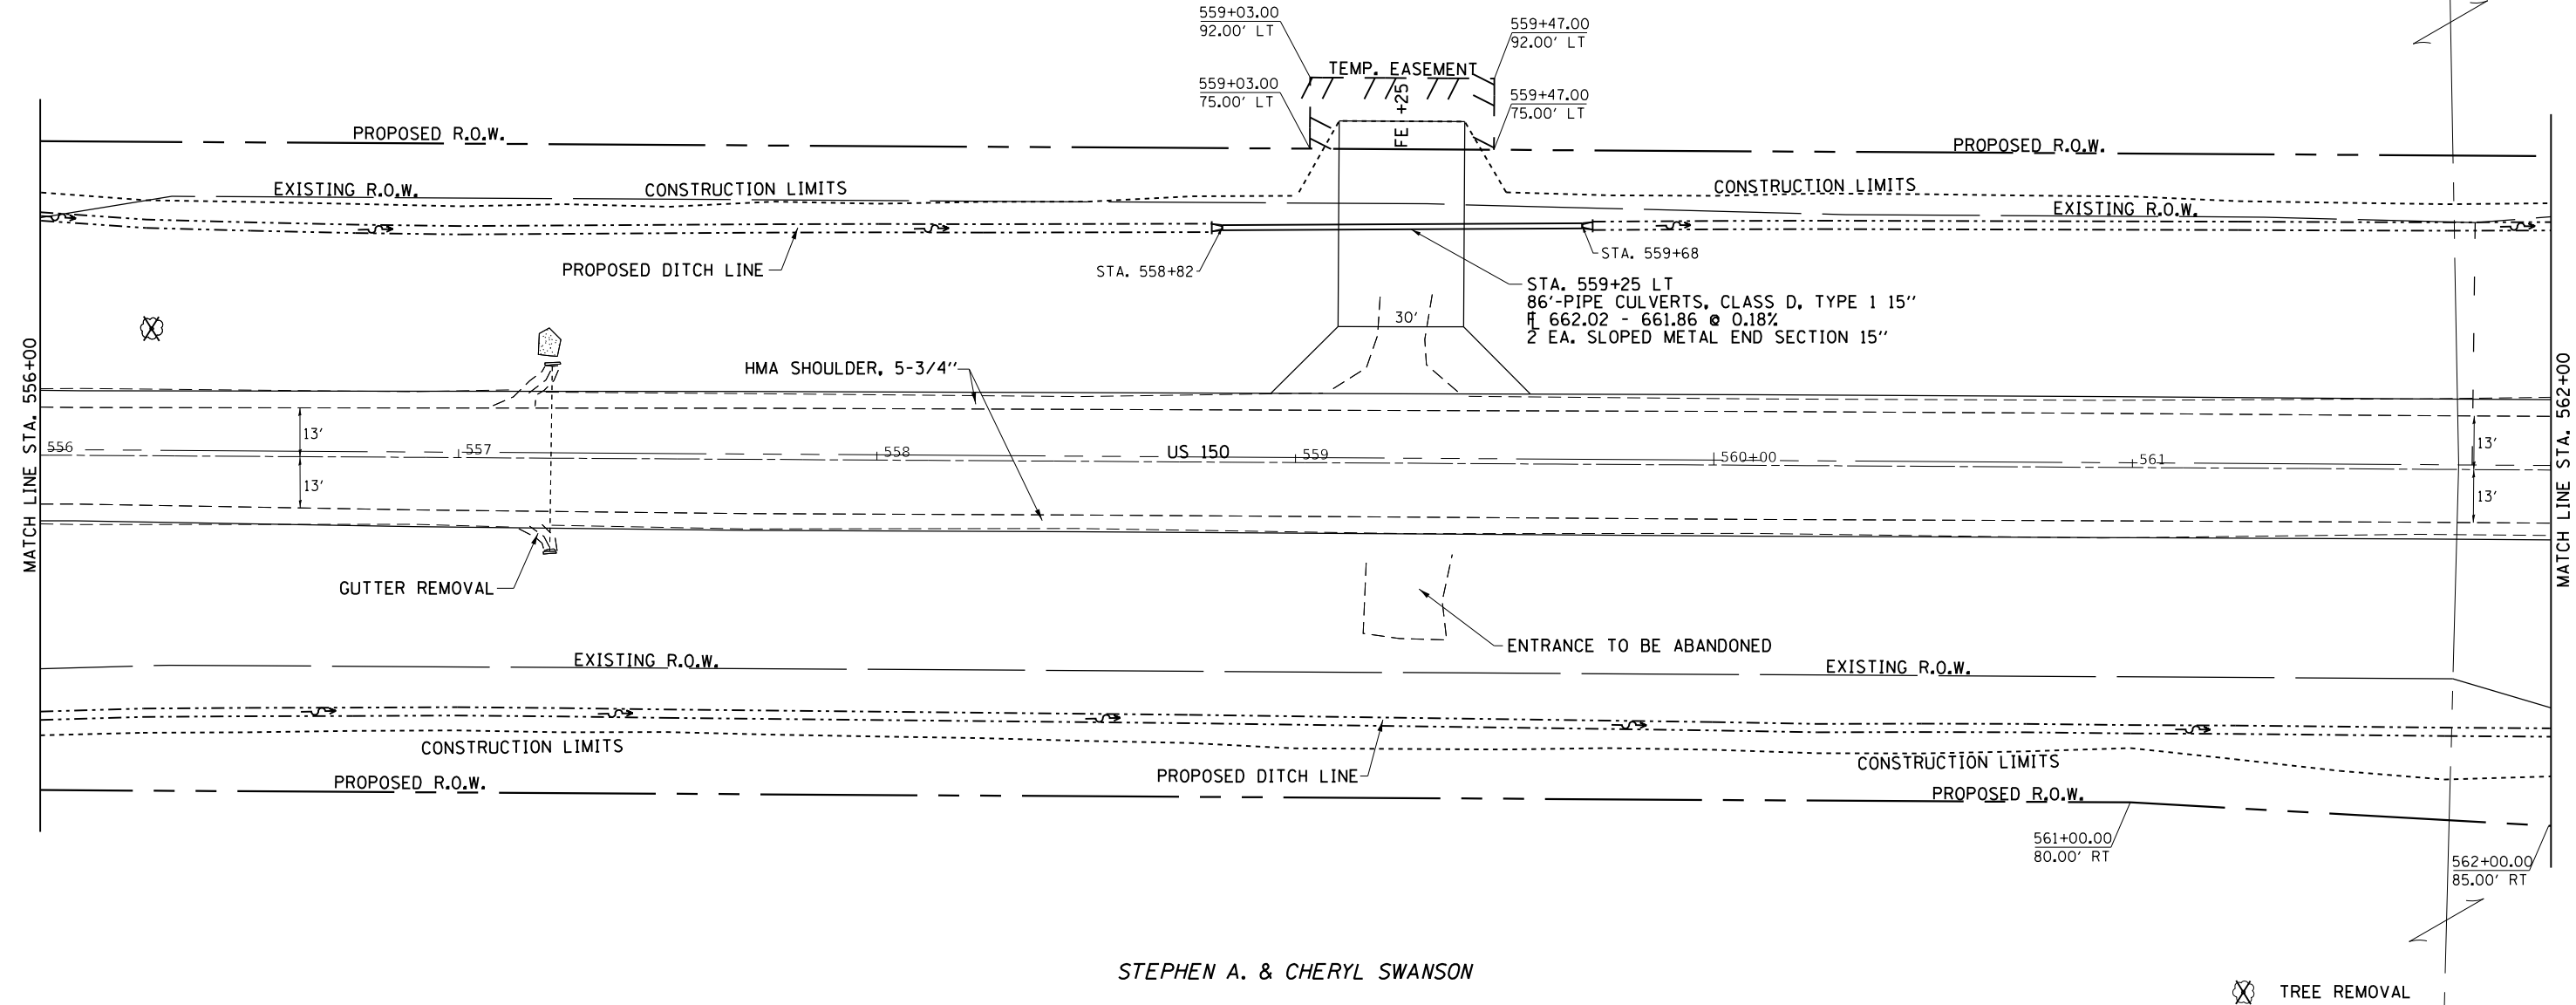 559+03.00
92.00' LT
559+47.00
92.00' LT
TEMP. EASEMENT
559+03.00
75.00' LT
FE +25
559+47.00
75.00' LT
PROPOSED R.O.W.
PROPOSED R.O.W.
EXISTING R.O.W.
CONSTRUCTION LIMITS
CONSTRUCTION LIMITS
EXISTING R.O.W.
PROPOSED DITCH LINE
STA. 558+82
STA. 559+68
STA. 559+25 LT
86'-PIPE CULVERTS, CLASS D, TYPE 1 15"
FL 662.02 - 661.86 @ 0.18%
2 EA. SLOPED METAL END SECTION 15"
30'
HMA SHOULDER, 5-3/4"
MATCH LINE STA. 556+00
MATCH LINE STA. 562+00
13'
13'
556
557
558
US 150
559
560+00
561
13'
13'
GUTTER REMOVAL
ENTRANCE TO BE ABANDONED
EXISTING R.O.W.
EXISTING R.O.W.
CONSTRUCTION LIMITS
PROPOSED DITCH LINE
CONSTRUCTION LIMITS
PROPOSED R.O.W.
PROPOSED R.O.W.
561+00.00
80.00' RT
562+00.00
85.00' RT
STEPHEN A. & CHERYL SWANSON
TREE REMOVAL